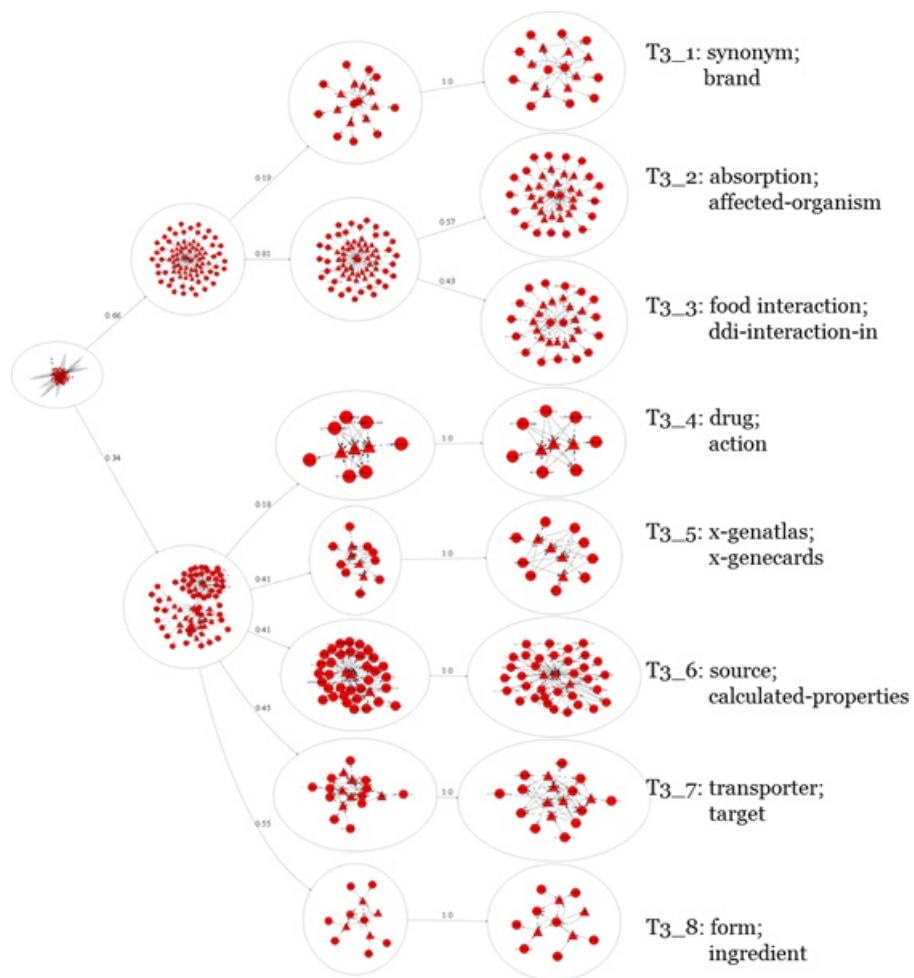 T3_1: synonym;
brand
1.0
0.19
T3_2: absorption;
affected-organism
0.57
0.81
0.43
T3_3: food interaction;
ddi-interaction-in
0.66
T3_4: drug;
action
1.0
0.34
0.18
T3_5: x-genatlas;
x-genecards
1.0
0.41
0.41
T3_6: source;
calculated-properties
1.0
0.45
T3_7: transporter;
target
1.0
0.55
T3_8: form;
ingredient
1.0